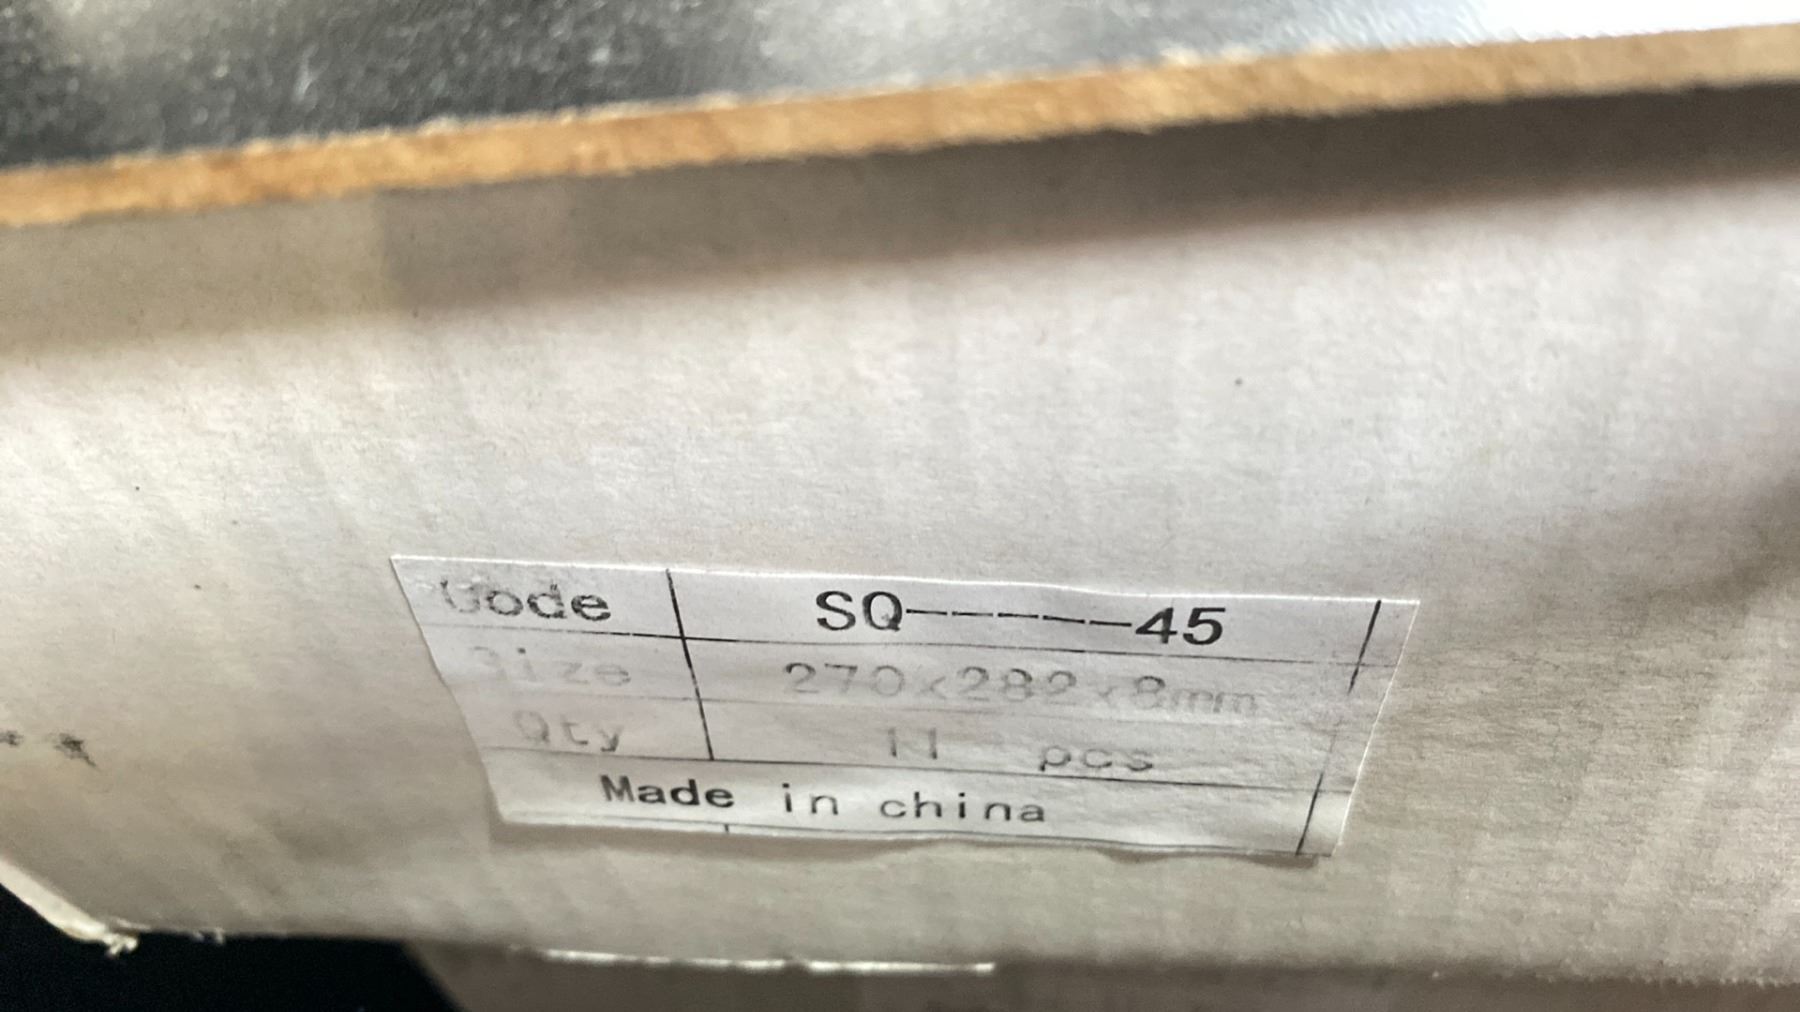 Code SQ-----45
Size 270x282x8mm
Qty 11 pcs
Made in china